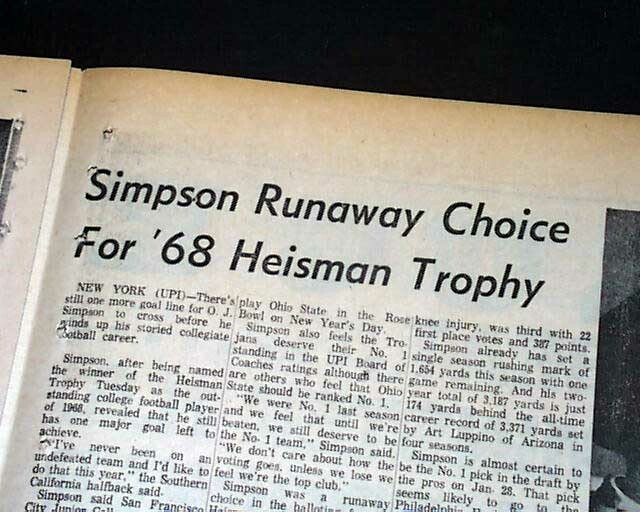 Simpson Runaway Choice
For '68 Heisman Trophy
NEW YORK (UPI)—There's
still one more goal line for O. J.
Simpson to cross before he
winds up his storied collegiate
football career.
Simpson, after being named
the winner of the Heisman
Trophy Tuesday as the out-
standing college football player
of 1968, revealed that he still
has one major goal left to
achieve.
"I've never been on an
undefeated team and I'd like to
do that this year," the Southern
California halfback said.
Simpson said San Francisco
City Junior
play Ohio State in the Rose
Bowl on New Year's Day.
Simpson also feels the Tro-
jans deserve their No. 1
standing in the UPI Board of
Coaches ratings although there
are others who feel that Ohio
State should be ranked No. 1.
"We were No. 1 last season
and we feel that until we're
beaten, we still deserve to be
the No. 1 team," Simpson said.
"We don't care about how the
voting goes, unless we lose we
feel we're the top club."
Simpson was a runaway
choice in the balloting
knee injury, was third with 22
first place votes and 387 points.
Simpson already has set a
single season rushing mark of
1,654 yards this season with one
game remaining. And his two-
year total of 3,187 yards is just
174 yards behind the all-time
career record of 3,371 yards set
by Art Luppino of Arizona in
four seasons.
Simpson is almost certain to
be the No. 1 pick in the draft by
the pros on Jan. 28. That pick
seems likely to go to the